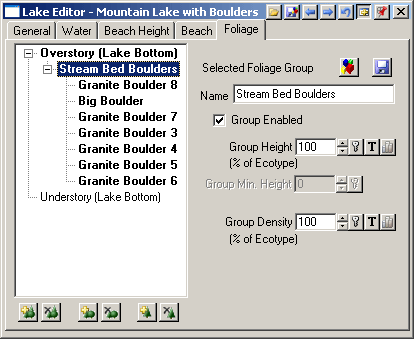 Lake Editor - Mountain Lake with Boulders
General Water Beach Height Beach Foliage
Overstory (Lake Bottom)
Stream Bed Boulders
Granite Boulder 8
Big Boulder
Granite Boulder 7
Granite Boulder 3
Granite Boulder 4
Granite Boulder 5
Granite Boulder 6
Understory (Lake Bottom)
Selected Foliage Group
Name Stream Bed Boulders
Group Enabled
Group Height 100 T
(% of Ecotype)
Group Min. Height 0
Group Density 100 T
(% of Ecotype)